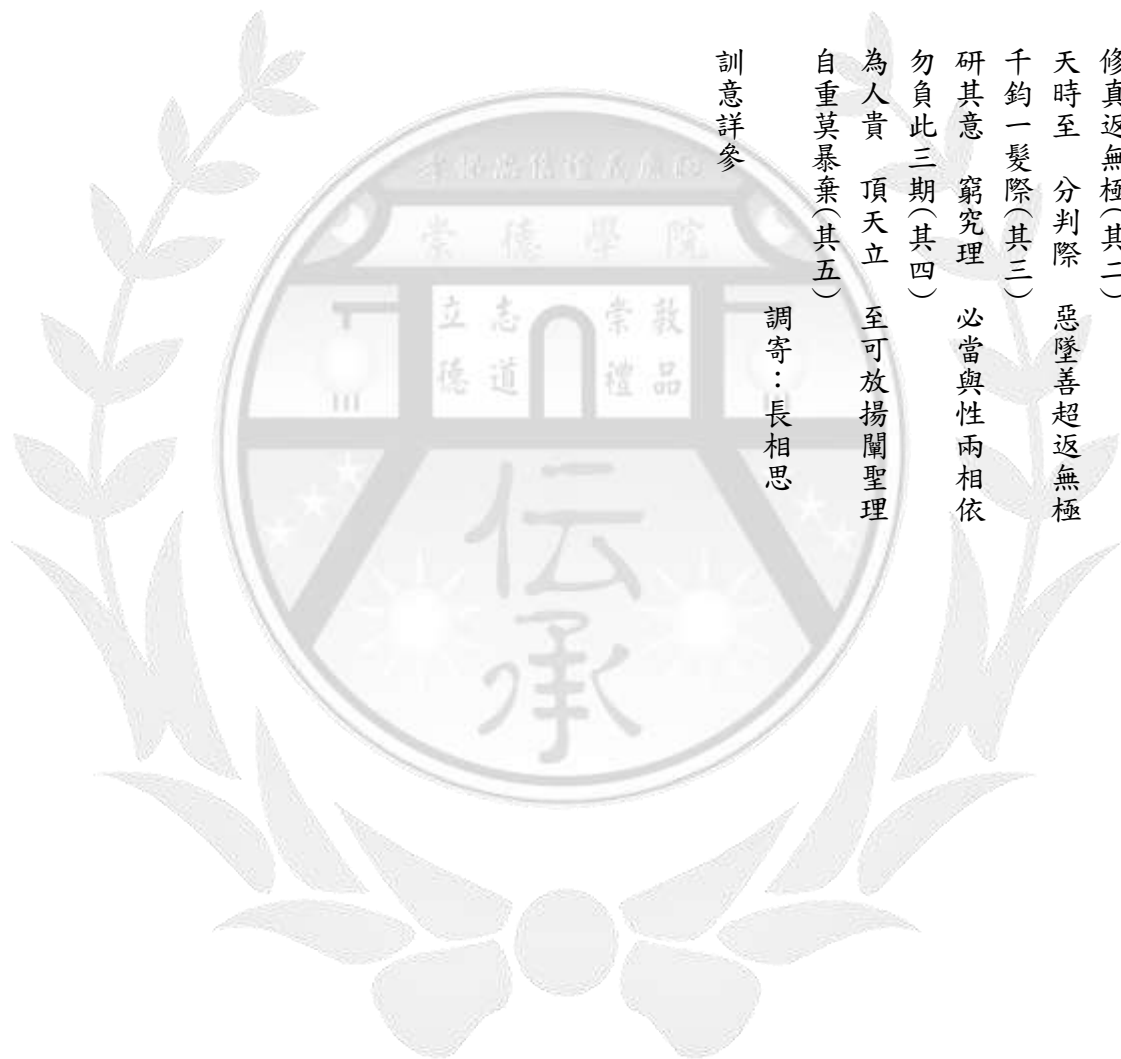 修真返無極(其二)
天時至　分判際　惡墜善超返無極
千鈞一髮際(其三)
研其意　窮究理　必當與性兩相依
勿負此三期(其四)
為人貴　頂天立　至可放揚闡聖理
自重莫暴棄(其五)
調寄：長相思
訓意詳參
崇德學院
敦品崇禮
立德志道
伝承